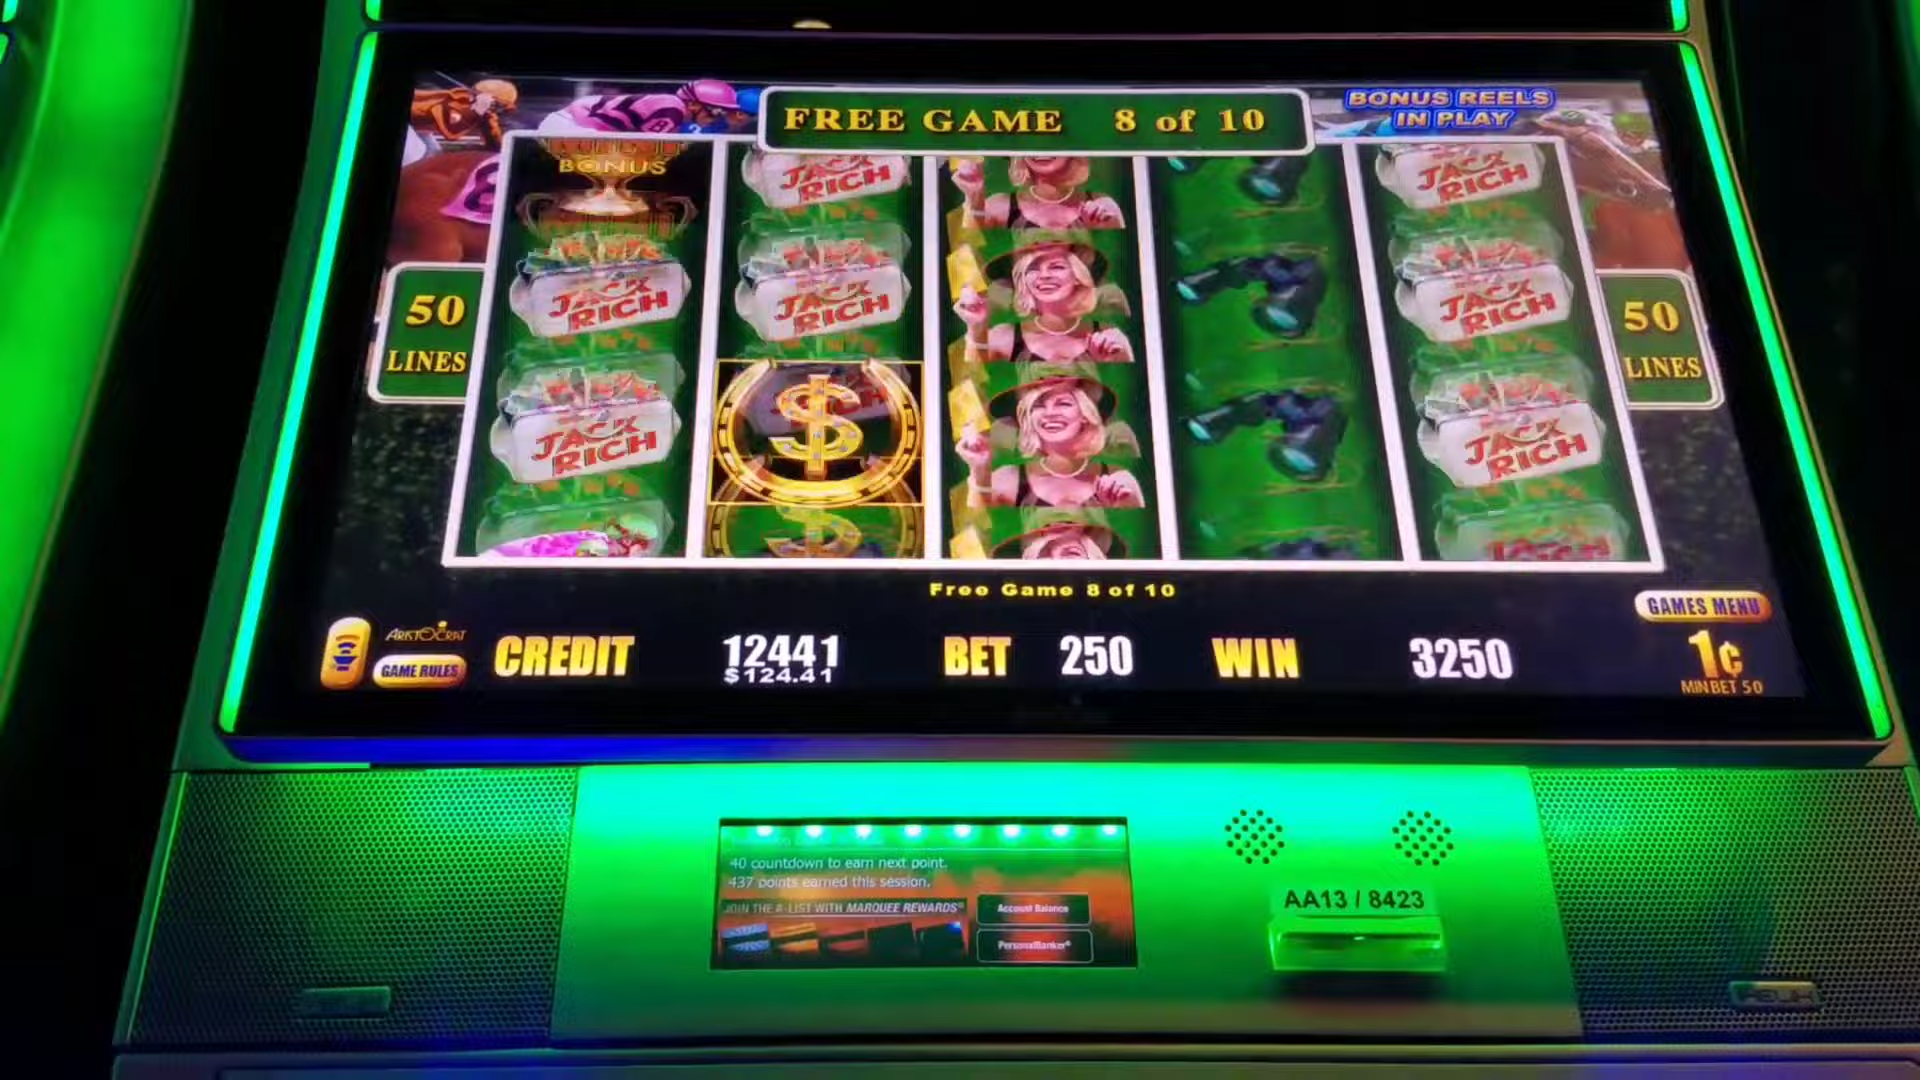 FREE GAME 8 of 10
BONUS REELS
IN PLAY
BONUS
JACK
RICH
JACK
RICH
JACK
RICH
JACK
RICH
JACK
RICH
50
LINES
50
LINES
JACK
RICH
JACK
RICH
Free Game 8 of 10
GAMES MENU
ARISTOCRAT
GAME RULES
CREDIT
12441
$124.41
BET
250
WIN
3250
1¢
MIN BET 50
40 countdown to earn next point.
437 points earned this session.
JOIN THE A-LIST WITH MARQUEE REWARDS®
Account Balance
PersonalBanker®
AA13 / 8423
HELIX